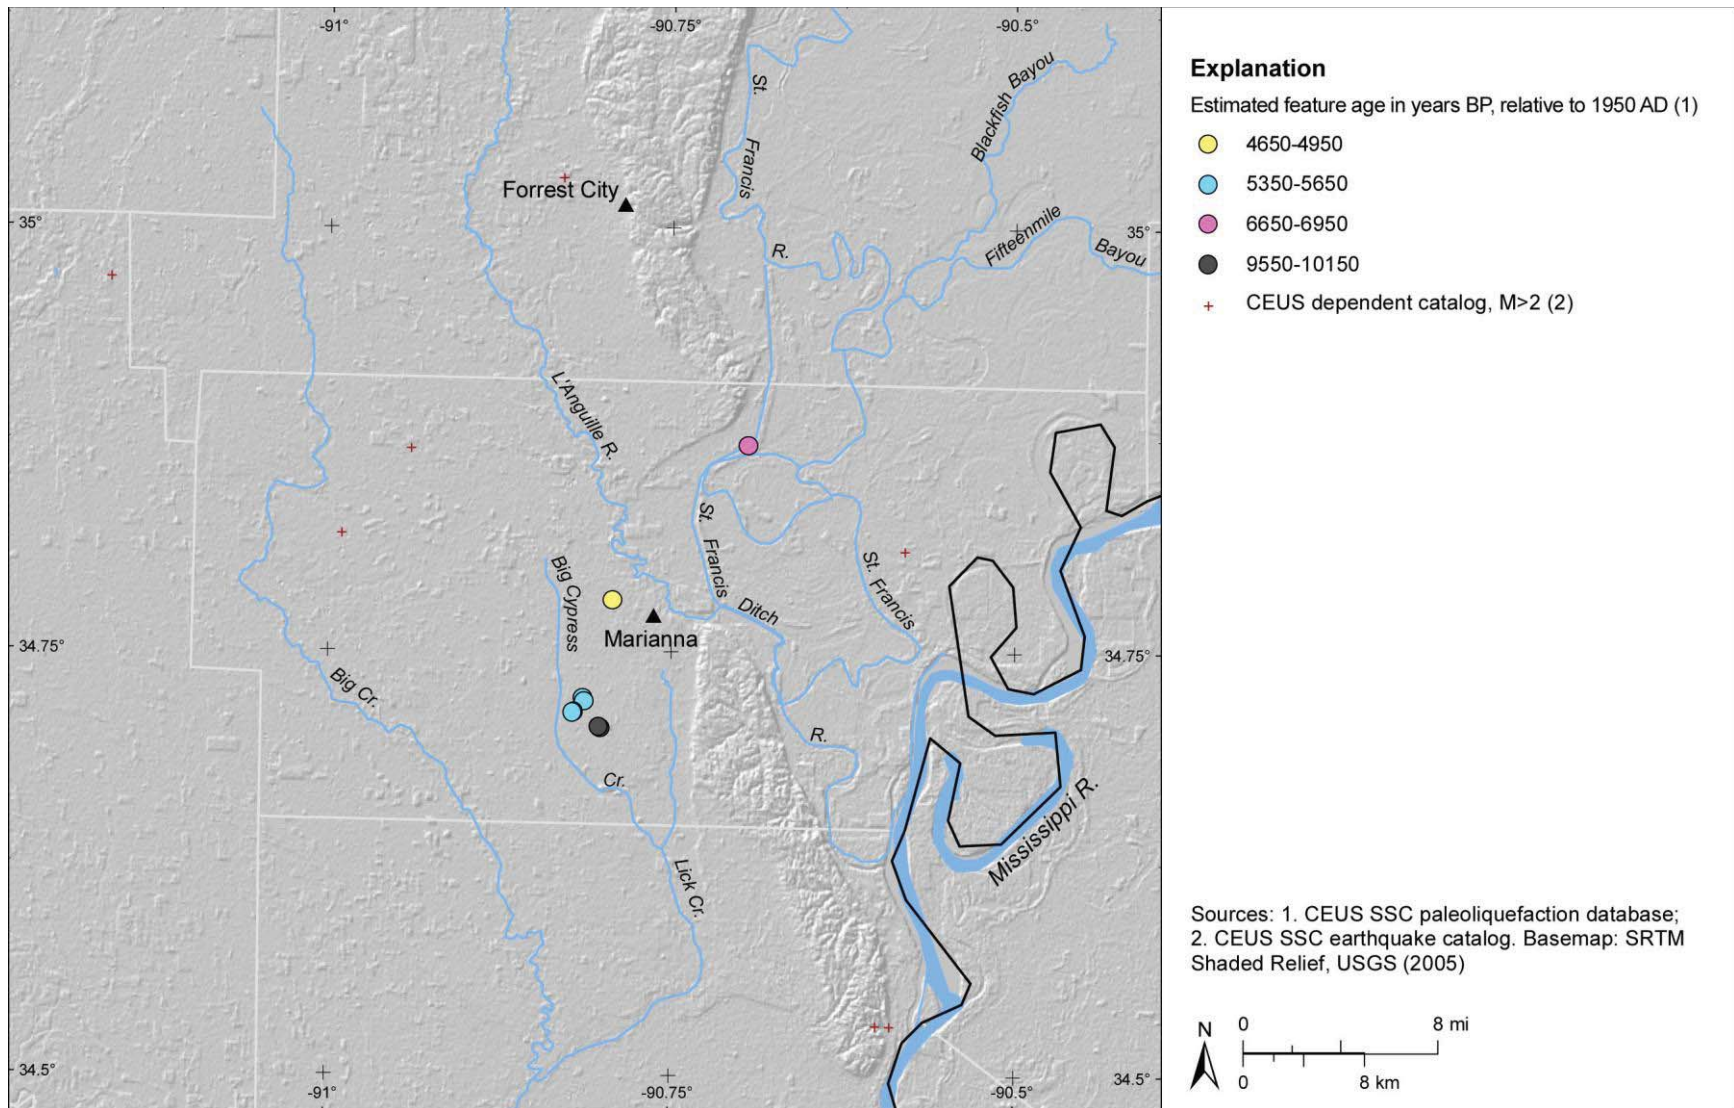 -91°
-90.75°
-90.5°
St.
Francis
R.
Blackfish Bayou
Fifteenmile
Bayou
Forrest City
35°
35°
L'Anguille R.
St.
Francis
Ditch
St. Francis
R.
Big Cypress
Cr.
Marianna
34.75°
34.75°
Big Cr.
Lick Cr.
Mississippi R.
34.5°
34.5°
-91°
-90.75°
-90.5°
Explanation
Estimated feature age in years BP, relative to 1950 AD (1)
4650-4950
5350-5650
6650-6950
9550-10150
CEUS dependent catalog, M>2 (2)
Sources: 1. CEUS SSC paleoliquefaction database;
2. CEUS SSC earthquake catalog. Basemap: SRTM
Shaded Relief, USGS (2005)
N
0 8 mi
0 8 km